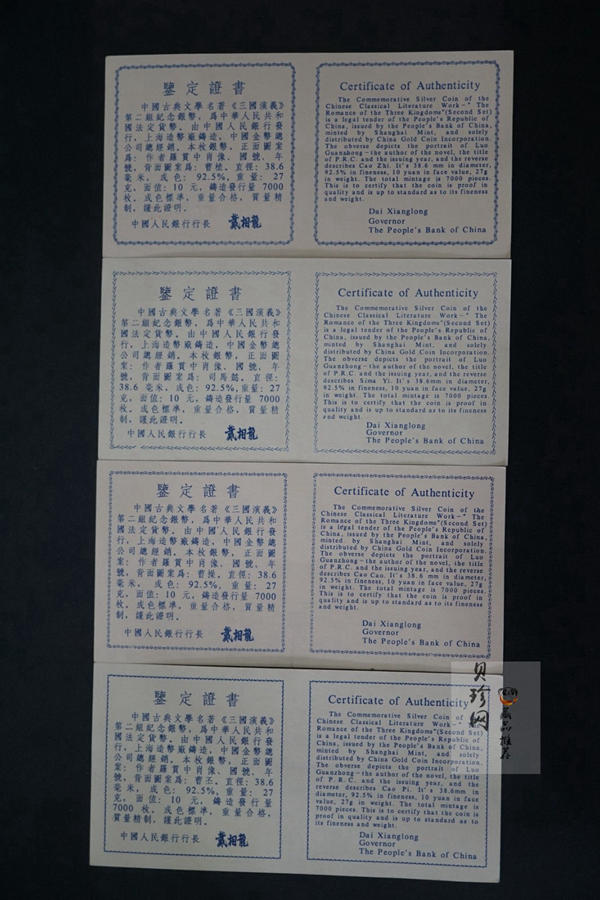 鑒定證書
中國古典文學名著《三國演義》
第二組紀念銀幣，爲中華人民共和
國法定貨幣，由中國人民銀行發
行，上海造幣廠鑄造，中國金幣總
公司總經銷。本枚銀幣，正面圖
案爲：作者羅貫中肖像、國號、年
號，背面圖案爲：曹植。直徑：38.6
毫米，成色：92.5%，重量：27
克，面值：10元，鑄造發行量7000
枚。成色標準，重量合格，質量精
制，謹此證明。
中國人民銀行行長 戴相龍
Certificate of Authenticity
The Commemorative Silver Coin of the
Chinese Classical Literature Work-" The
Romance of the Three Kingdoms"(Second Set)
is a legal tender of the People's Republic of
China, issued by the People's Bank of China,
minted by Shanghai Mint, and solely
distributed by China Gold Coin Incorporation.
The obverse depicts the portrait of Luo
Guanzhong-the author of the novel, the title
of P.R.C. and the issuing year, and the reverse
describes Cao Zhi. It's 38.6 mm in diameter,
92.5% in fineness, 10 yuan in face value, 27g
in weight. The total mintage is 7000 pieces.
This is to certify that the coin is proof in
quality and is up to standard as to its fineness
and weight.
Dai Xianglong
Governor
The People's Bank of China
鑒定證書
中國古典文學名著《三國演義》
第二組紀念銀幣，爲中華人民共和
國法定貨幣，由中國人民銀行發
行，上海造幣廠鑄造，中國金幣總
公司總經銷。本枚銀幣，正面圖
案爲：作者羅貫中肖像、國號、年
號，背面圖案爲：司馬懿。直徑：
38.6毫米，成色：92.5%，重量：27
克，面值：10元，鑄造發行量7000
枚。成色標準，重量合格，質量精
制，謹此證明。
中國人民銀行行長 戴相龍
Certificate of Authenticity
The Commemorative Silver Coin of the
Chinese Classical Literature Work-" The
Romance of the Three Kingdoms"(Second Set)
is a legal tender of the People's Republic of
China, issued by the People's Bank of China,
minted by Shanghai Mint, and solely
distributed by China Gold Coin Incorporation.
The obverse depicts the portrait of Luo
Guanzhong-the author of the novel, the title
of P.R.C. and the issuing year, and the reverse
describes Sima Yi. It's 38.6mm in diameter,
92.5% in fineness, 10 yuan in face value, 27g
in weight. The total mintage is 7000 pieces
This is to certify that the coin is proof in
quality and is up to standard as to its fineness
and weight.
Dai Xianglong
Governor
The People's Bank of China
鑒定證書
中國古典文學名著《三國演義》
第二組紀念銀幣，爲中華人民共和
國法定貨幣，由中國人民銀行發
行，上海造幣廠鑄造，中國金幣總
公司總經銷。本枚銀幣，正面圖
案：作者羅貫中肖像、國號、年
號，背面圖案爲：曹操。直徑：38.6
毫米，成色：92.5%，重量：27
克，面值：10元，鑄造發行量7000
枚。成色標準，重量合格，質量精
制，謹此證明。
中國人民銀行行長 戴相龍
Certificate of Authenticity
The Commemorative Silver Coin of the
Chinese Classical Literature Work-" The
Romance of the Three Kingdoms"(Second Set)
is a legal tender of the People's Republic of
China, issued by the People's Bank of China,
minted by Shanghai Mint, and solely
distributed by China Gold Coin Incorporation.
The obverse depicts the portrait of Luo
Guanzhong-the author of the novel, the title
of P.R.C. and the issuing year, and the reverse
describes Cao Cao. It's 38.6 mm in diameter,
92.5% in fineness, 10 yuan in face value, 27g
in weight. The total mintage is 7000 pieces.
This is to certify that the coin is proof in
quality and is up to standard as to its fineness
and weight.
Dai Xianglong
Governor
The People's Bank of China
鑒定證書
中國古典文學名著《三國演義》
第二組紀念銀幣，爲中華人民共和
國法定貨幣，由中國人民銀行發
行，上海造幣廠鑄造，中國金幣總
公司總經銷。本枚銀幣，正面圖
案：作者羅貫中肖像、國號、年
號，背面圖案爲：曹丕。直徑：38.6
毫米，成色：92.5%，重量：27
克，面值：10元，鑄造發行量
7000枚。成色標準，重量合格，
質量精制，謹此證明。
中國人民銀行行長 戴相龍
Certificate of Authenticity
The Commemorative Silver Coin of the
Chinese Classical Literature Work-" The
Romance of the Three Kingdoms"(Second Set)
is a legal tender of the People's Republic of
China, issued by the People's Bank of China,
minted by Shanghai Mint, and solely
distributed by China Gold Coin Incorporation.
The obverse depicts the portrait of Luo
Guanzhong-the author of the novel, the title of
P.R.C. and the issuing year, and the reverse
describes Cao Pi. It's 38.6mm in
diameter, 92.5% in fineness, 10 yuan in face
value, 27g in weight. The total mintage is
7000 pieces. This is to certify that the coin is
proof in quality and is up to standard as to
its fineness and weight.
Dai Xianglong
Governor
The People's Bank of China
贝珍网
藏品推荐